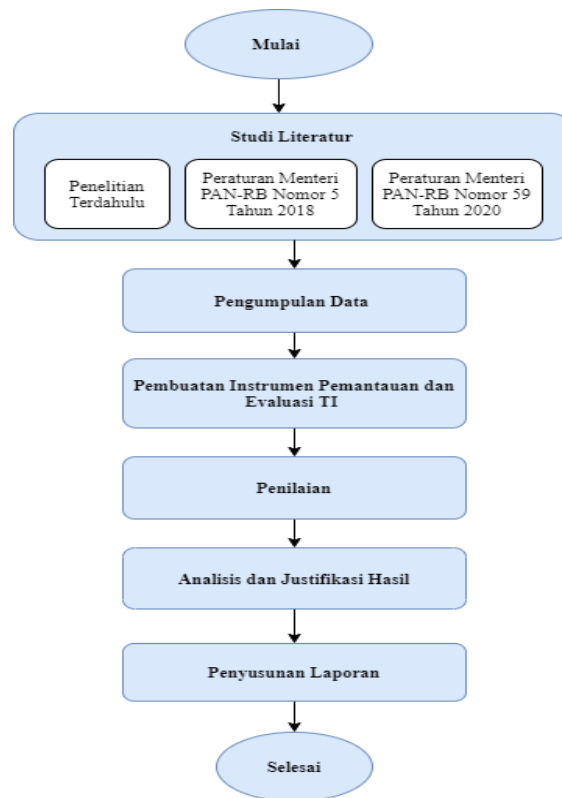 Mulai
Studi Literatur
Penelitian
Terdahulu
Peraturan Menteri
PAN-RB Nomor 5
Tahun 2018
Peraturan Menteri
PAN-RB Nomor 59
Tahun 2020
Pengumpulan Data
Pembuatan Instrumen Pemantauan dan
Evaluasi TI
Penilaian
Analisis dan Justifikasi Hasil
Penyusunan Laporan
Selesai